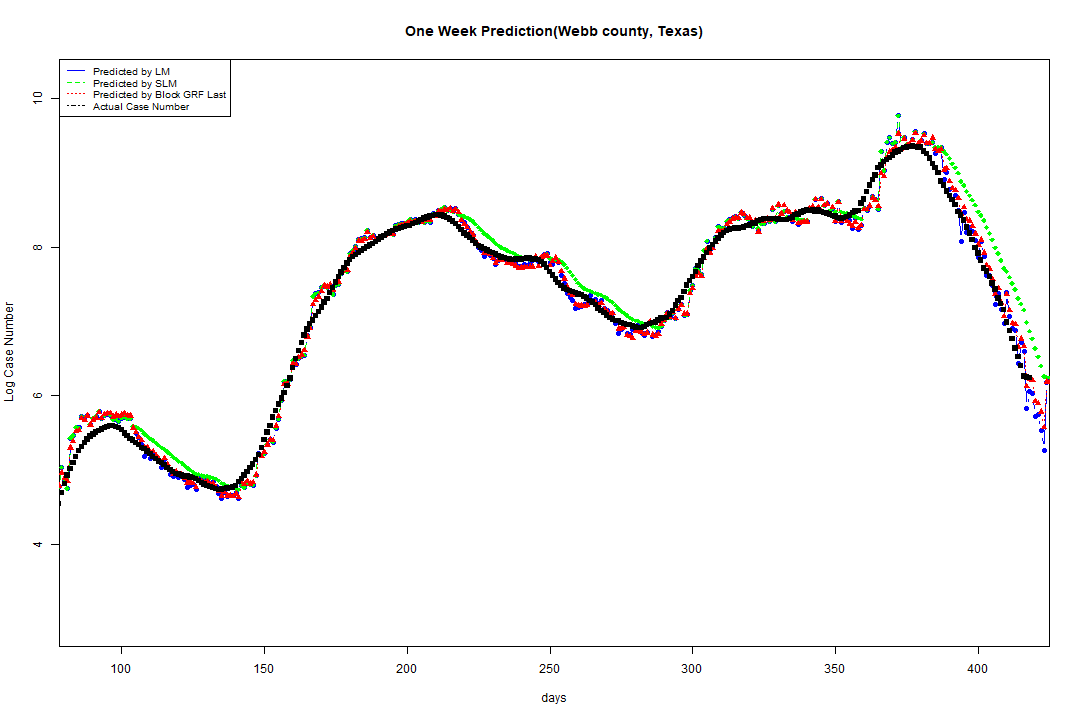 One Week Prediction(Webb county, Texas)
Predicted by LM
Predicted by SLM
Predicted by Block GRF Last
Actual Case Number
10
8
6
4
Log Case Number
100 150 200 250 300 350 400
days